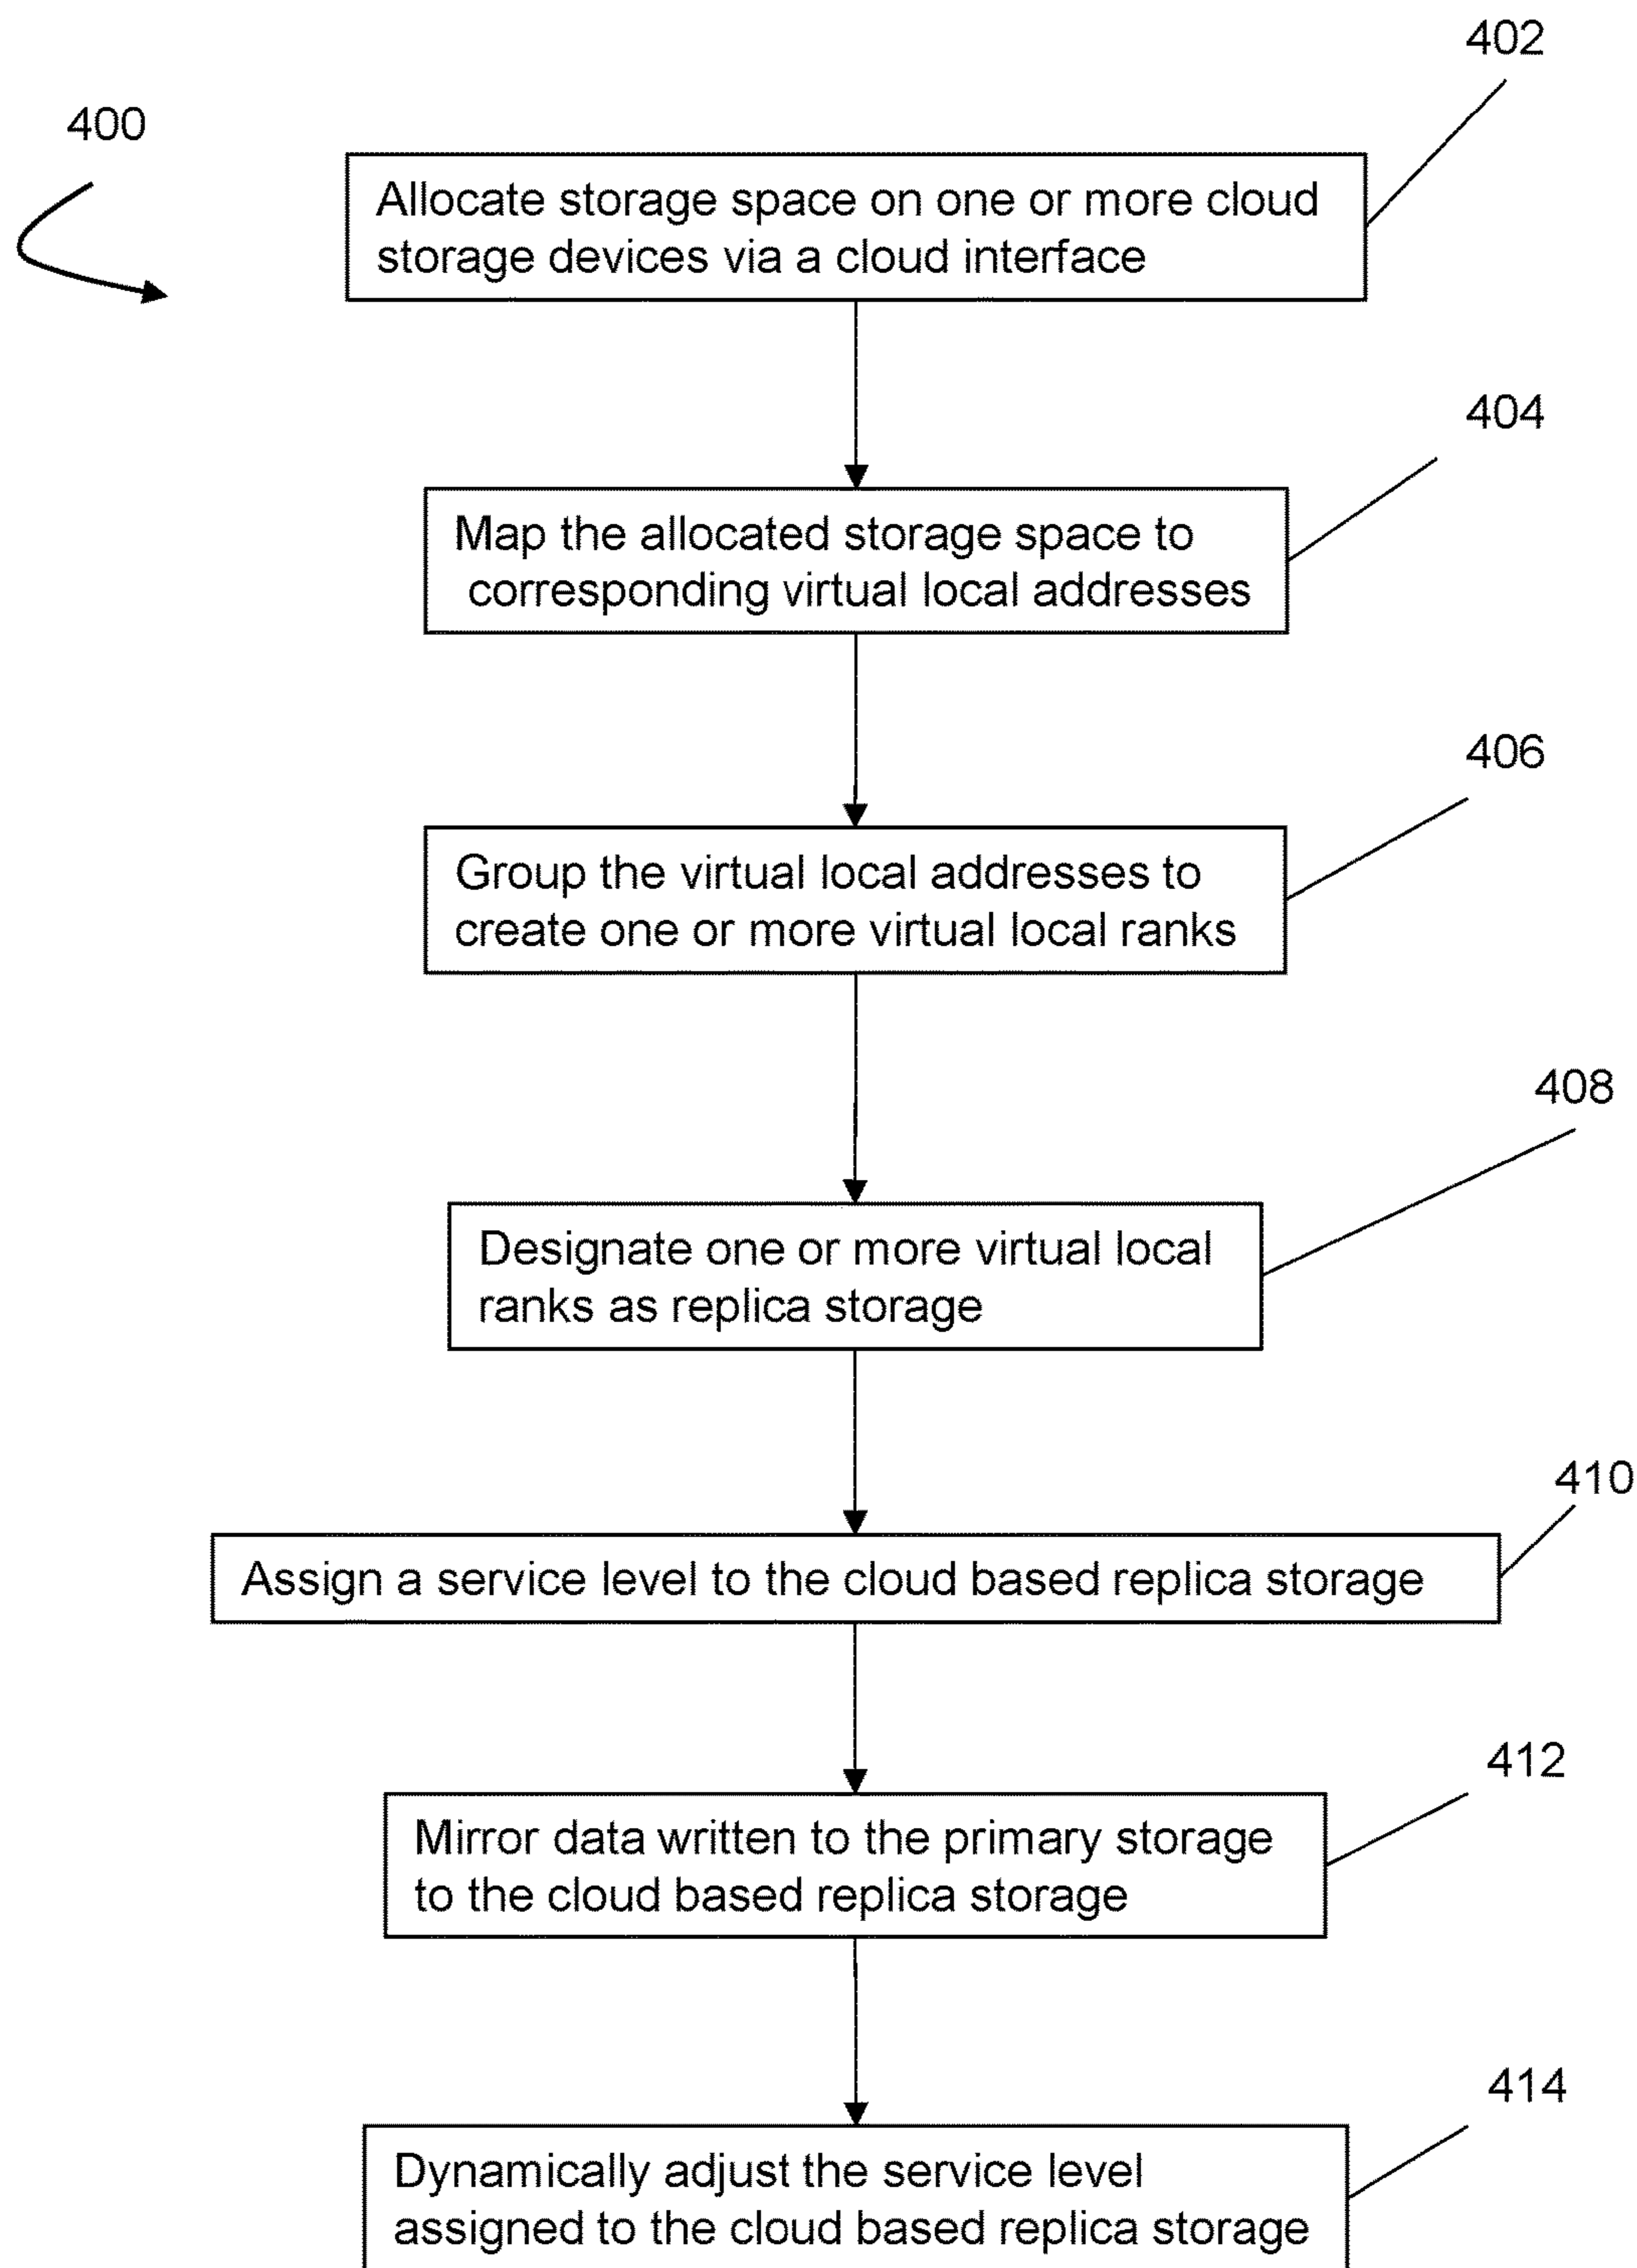 402
400
Allocate storage space on one or more cloud
storage devices via a cloud interface
404
Map the allocated storage space to
corresponding virtual local addresses
406
Group the virtual local addresses to
create one or more virtual local ranks
408
Designate one or more virtual local
ranks as replica storage
410
Assign a service level to the cloud based replica storage
412
Mirror data written to the primary storage
to the cloud based replica storage
414
Dynamically adjust the service level
assigned to the cloud based replica storage